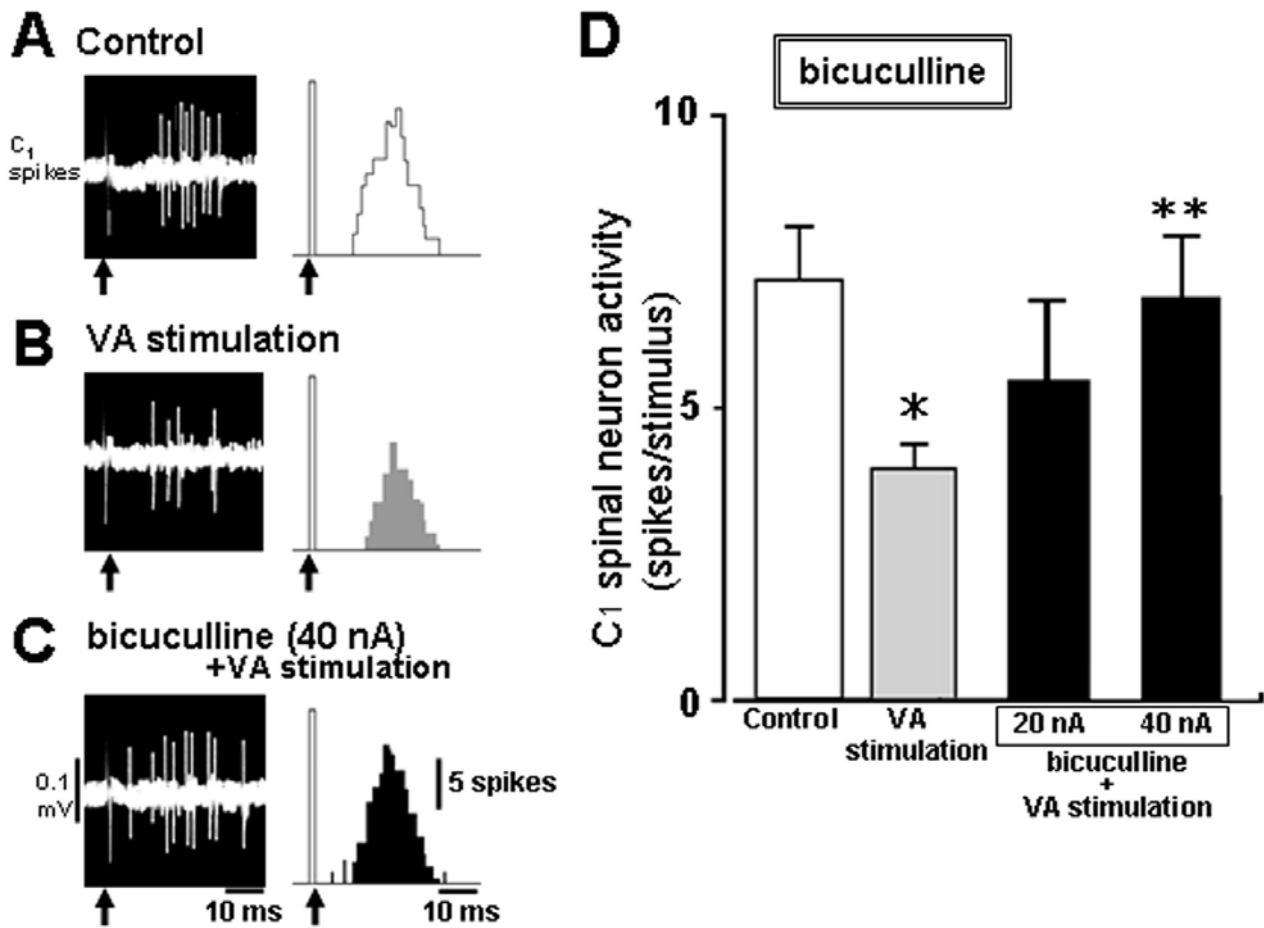 A Control
C1
spikes
B VA stimulation
C bicuculline (40 nA)
+VA stimulation
0.1
mV
5 spikes
10 ms
10 ms
D
bicuculline
C1 spinal neuron activity
(spikes/stimulus)
10
5
0
*
**
Control
VA
stimulation
20 nA
40 nA
bicuculline
+
VA stimulation